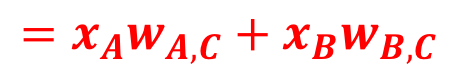 = x_A w_{A,C} + x_B w_{B,C}